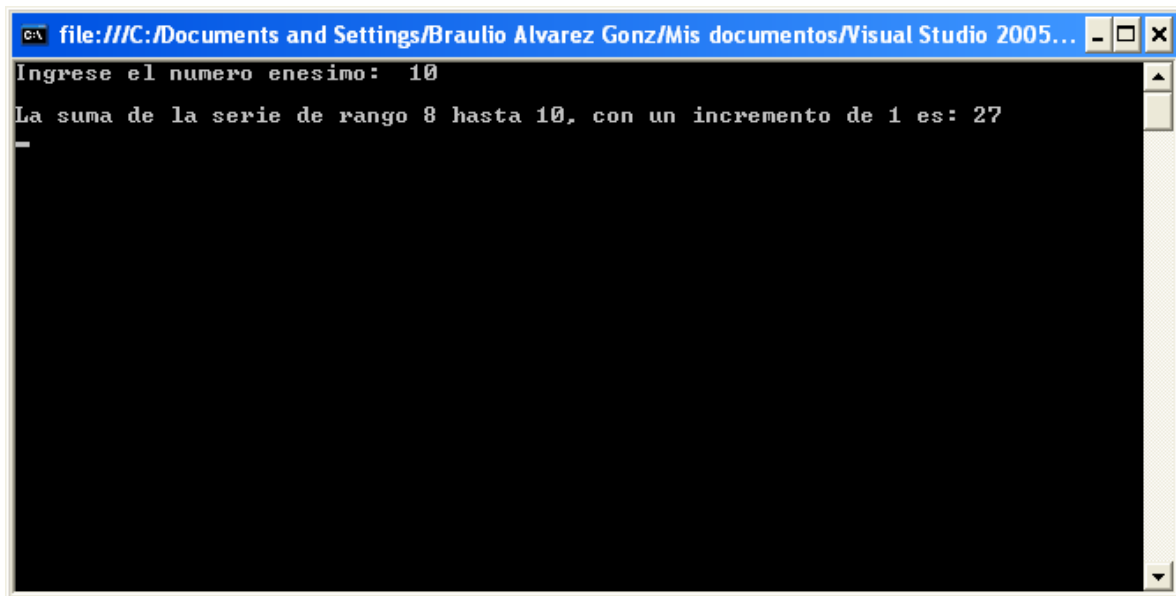 file:///C:/Documents and Settings/Braulio Alvarez Gonz/Mis documentos/Visual Studio 2005...
Ingrese el numero enesimo:  10
La suma de la serie de rango 8 hasta 10, con un incremento de 1 es: 27